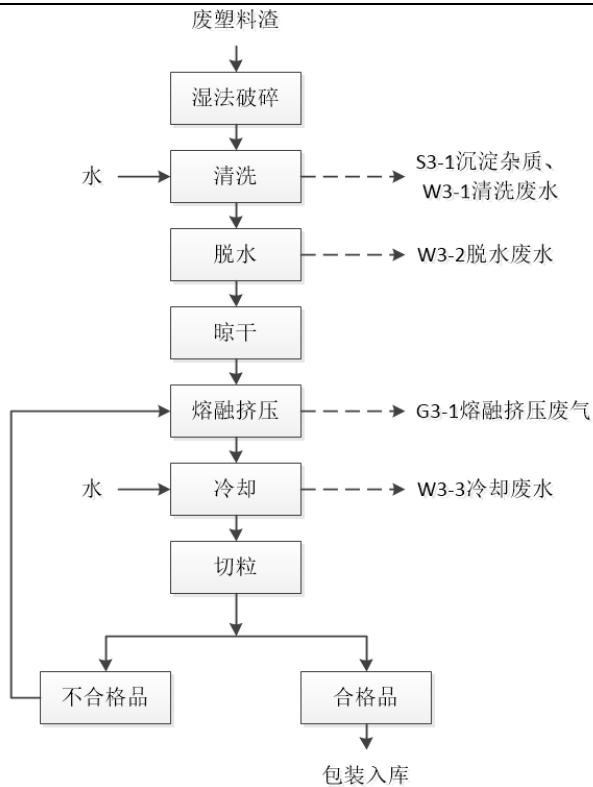 废塑料渣
湿法破碎
水
清洗
S3-1沉淀杂质、
W3-1清洗废水
脱水
W3-2脱水废水
晾干
熔融挤压
G3-1熔融挤压废气
水
冷却
W3-3冷却废水
切粒
不合格品
合格品
包装入库